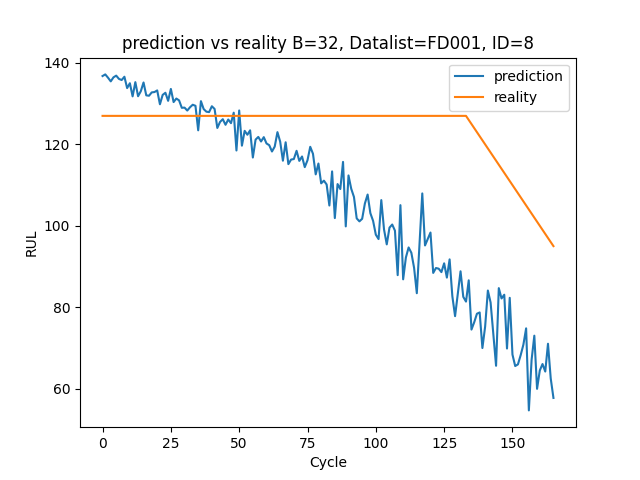 prediction vs reality B=32, Datalist=FD001, ID=8
prediction
reality
RUL
140
120
100
80
60
0 25 50 75 100 125 150
Cycle